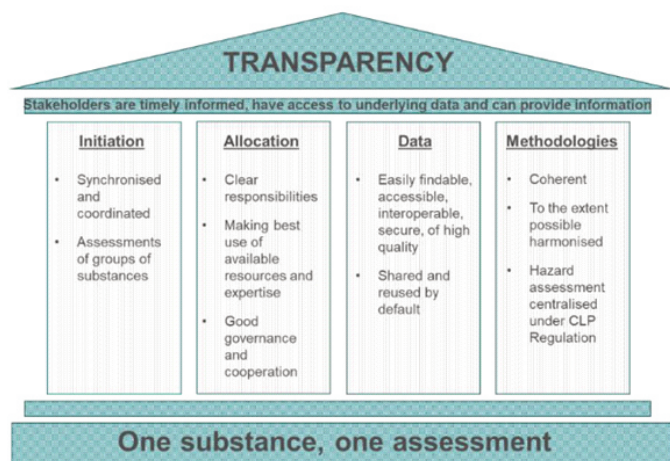 TRANSPARENCY
Stakeholders are timely informed, have access to underlying data and can provide information
Initiation
• Synchronised
and
coordinated
• Assessments
of groups of
substances
Allocation
• Clear
responsibilities
• Making best
use of
available
resources and
expertise
• Good
governance
and
cooperation
Data
• Easily findable,
accessible,
interoperable,
secure, of high
quality
• Shared and
reused by
default
Methodologies
• Coherent
• To the extent
possible
harmonised
• Hazard
assessment
centralised
under CLP
Regulation
One substance, one assessment